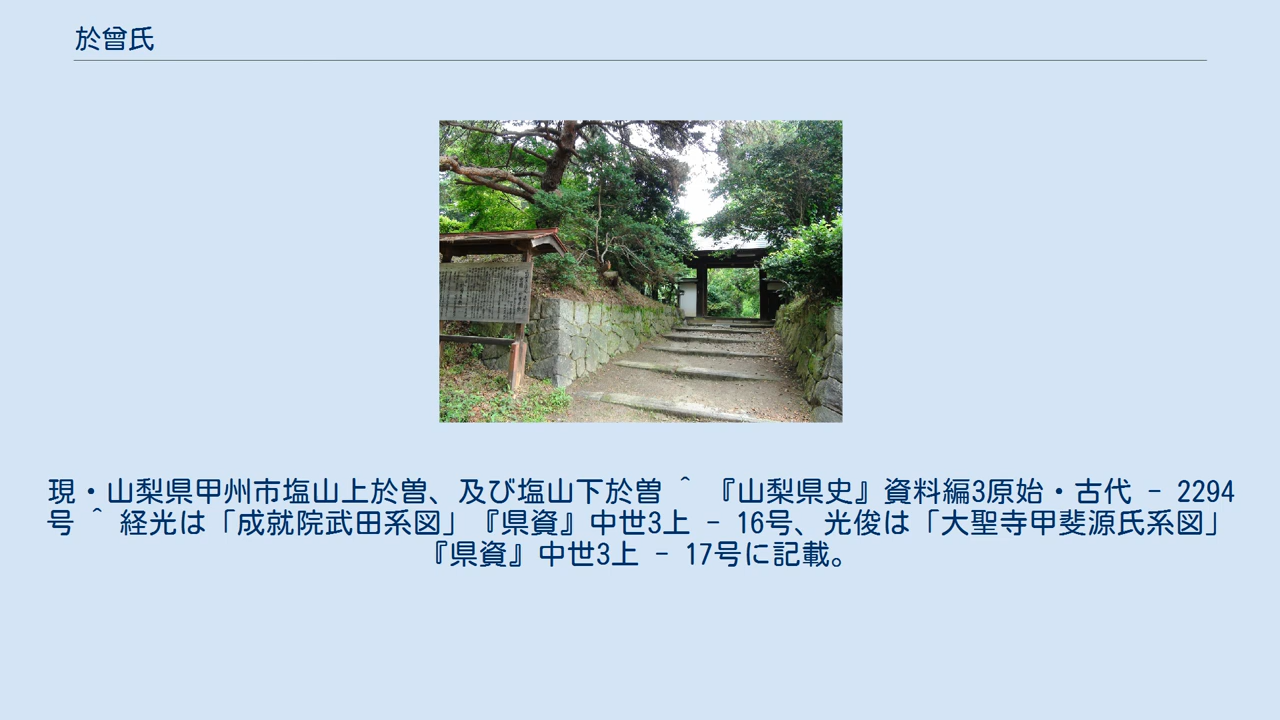 於曾氏
現・山梨県甲州市塩山上於曽、及び塩山下於曽 ^ 『山梨県史』資料編3原始・古代 - 2294
号 ^ 経光は「成就院武田系図」『県資』中世3上 - 16号、光俊は「大聖寺甲斐源氏系図」
『県資』中世3上 - 17号に記載。